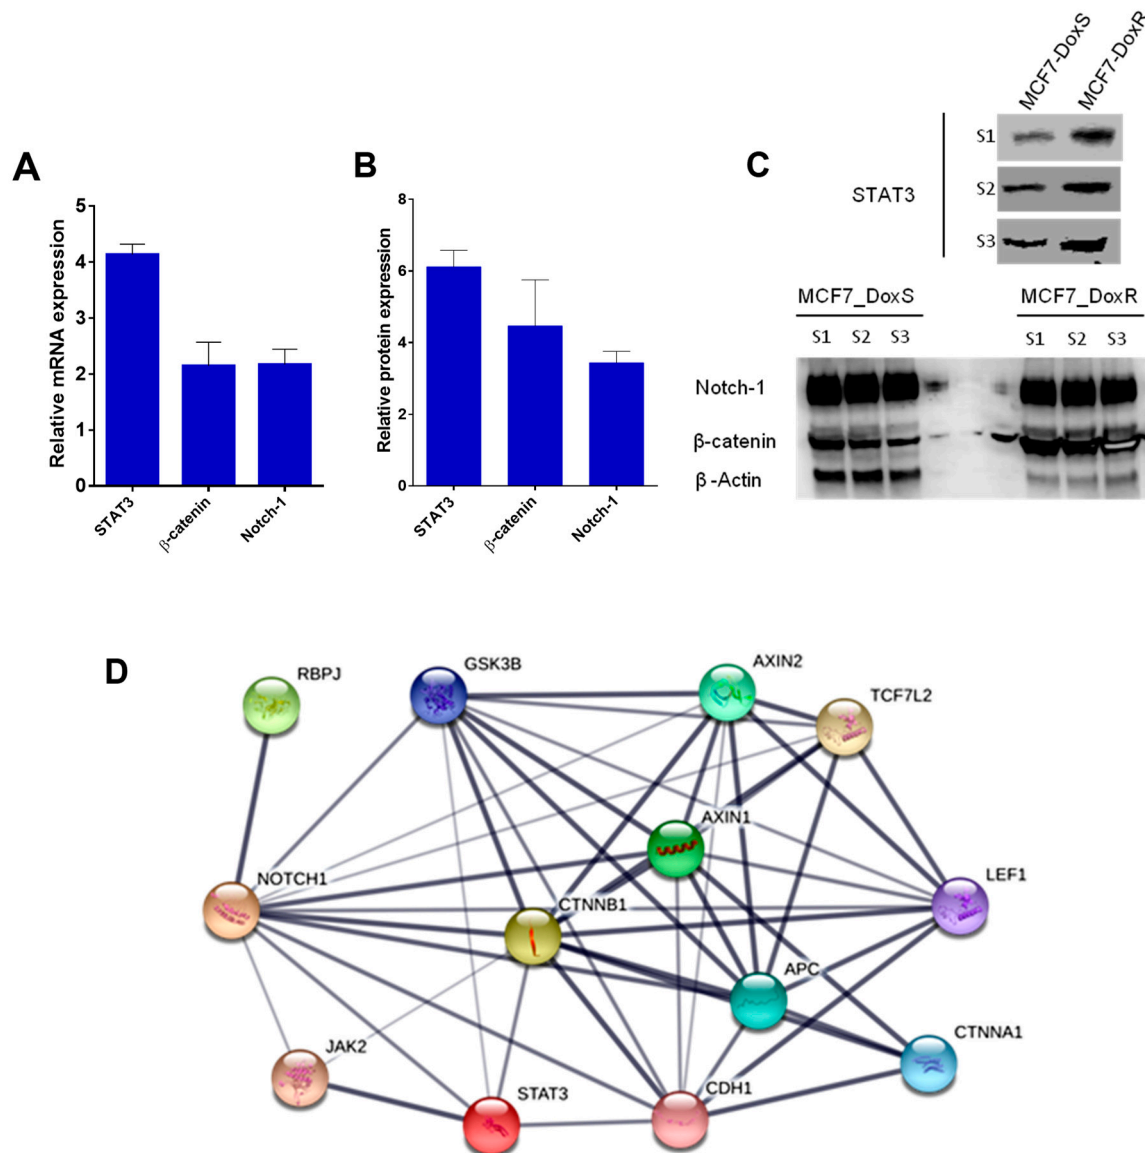 A
Relative mRNA expression
5
4
3
2
1
0
STAT3
β-catenin
Notch-1
B
Relative protein expression
8
6
4
2
0
STAT3
β-catenin
Notch-1
C
MCF7-DoxS
MCF7-DoxR
STAT3
S1
S2
S3
MCF7_DoxS
MCF7_DoxR
S1 S2 S3
S1 S2 S3
Notch-1
β-catenin
β-Actin
D
RBPJ
GSK3B
AXIN2
TCF7L2
AXIN1
NOTCH1
CTNNB1
LEF1
APC
JAK2
STAT3
CDH1
CTNNA1